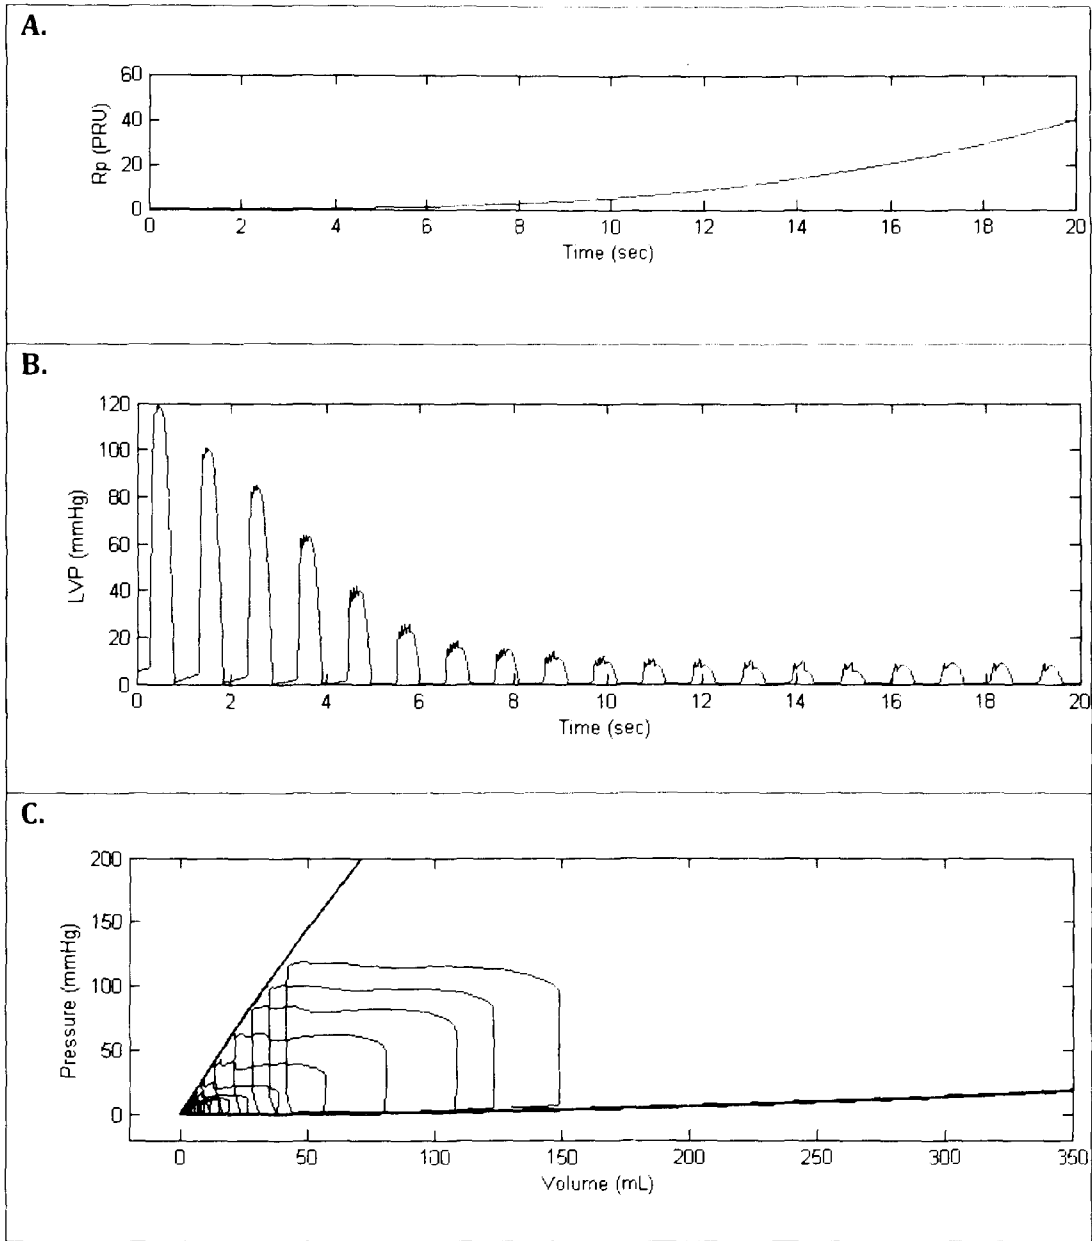 A.
60
40
20
0
Rp (PRU)
0 2 4 6 8 10 12 14 16 18 20
Time (sec)
B.
120
100
80
60
40
20
0
LVP (mmHg)
0 2 4 6 8 10 12 14 16 18 20
Time (sec)
C.
200
150
100
50
0
Pressure (mmHg)
0 50 100 150 200 250 300 350
Volume (mL)